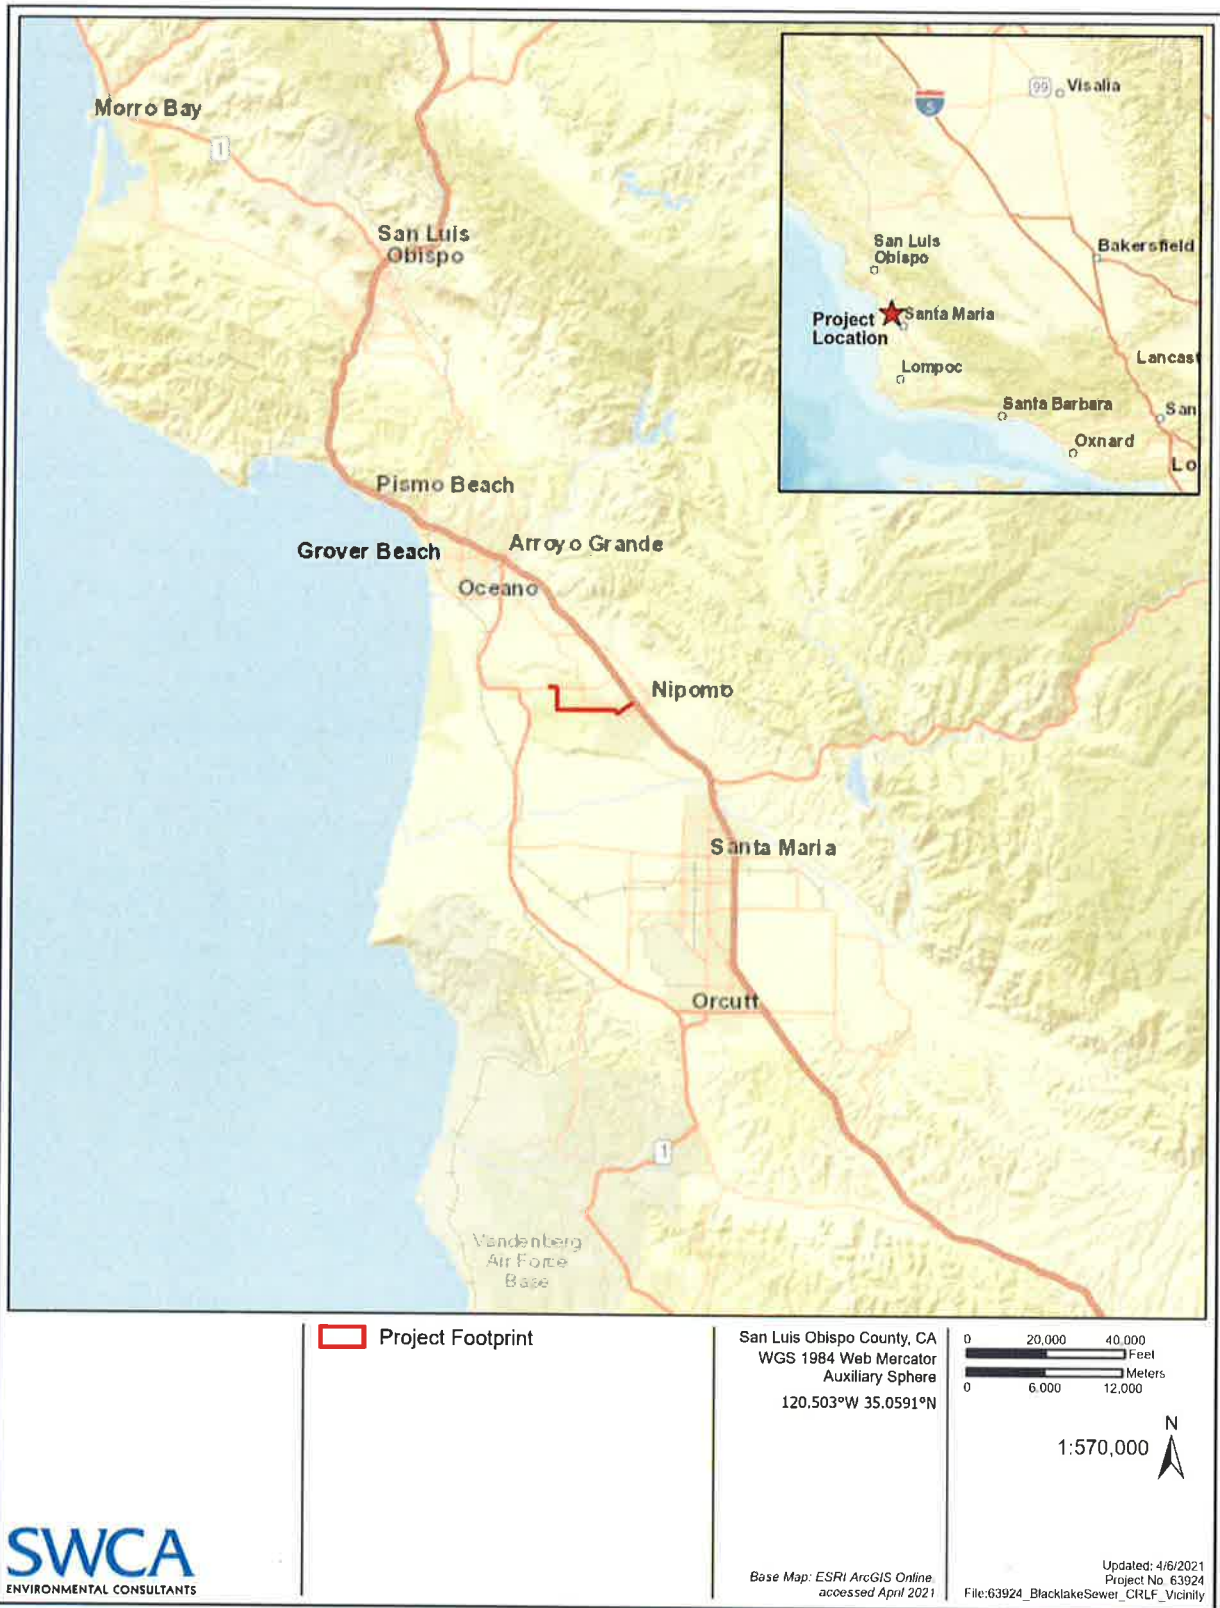 Morro Bay
1
San Luis
Obispo
Pismo Beach
Grover Beach
Arroyo Grande
Oceano
Nipomo
Santa Maria
Orcutt
1
Vandenberg
Air Force
Base
5
99
Visalia
San Luis
Obispo
Bakersfield
Project
Location
Santa Maria
Lompoc
Lancast
Santa Barbara
San
Oxnard
Lo
Project Footprint
San Luis Obispo County, CA
WGS 1984 Web Mercator
Auxiliary Sphere
120.503°W 35.0591°N
0 20,000 40,000
Feet
Meters
0 6,000 12,000
N
1:570,000
SWCA
ENVIRONMENTAL CONSULTANTS
Base Map: ESRI ArcGIS Online,
accessed April 2021
Updated: 4/6/2021
Project No. 63924
File:63924_BlacklakeSewer_CRLF_Vicinity